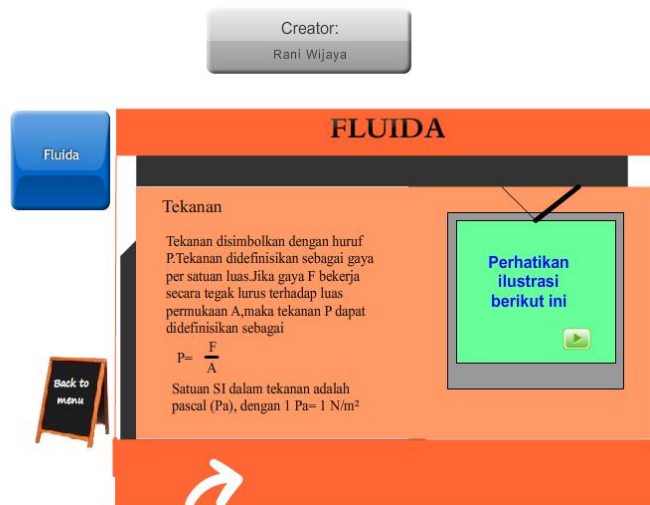 Creator:
Rani Wijaya
FLUIDA
Fluida
Tekanan
Tekanan disimbolkan dengan huruf
P.Tekanan didefinisikan sebagai gaya
per satuan luas.Jika gaya F bekerja
secara tegak lurus terhadap luas
permukaan A,maka tekanan P dapat
didefinisikan sebagai
P= F
A
Satuan SI dalam tekanan adalah
pascal (Pa), dengan 1 Pa= 1 N/m²
Perhatikan
ilustrasi
berikut ini
Back to
menu